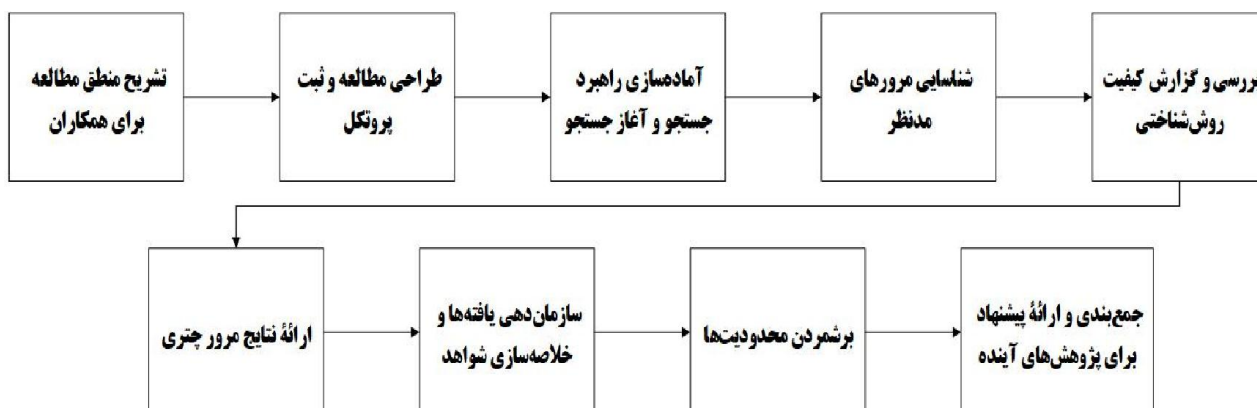 تشریح منطق مطالعه
برای همکاران
طراحی مطالعه و ثبت
پروتکل
آماده‌سازی راهبرد
جستجو و آغاز جستجو
شناسایی مرورهای
مدنظر
بررسی و گزارش کیفیت
روش‌شناختی
ارائۀ نتایج مرور چتری
سازمان‌دهی یافته‌ها و
خلاصه‌سازی شواهد
برشمردن محدودیت‌ها
جمع‌بندی و ارائۀ پیشنهاد
برای پژوهش‌های آینده